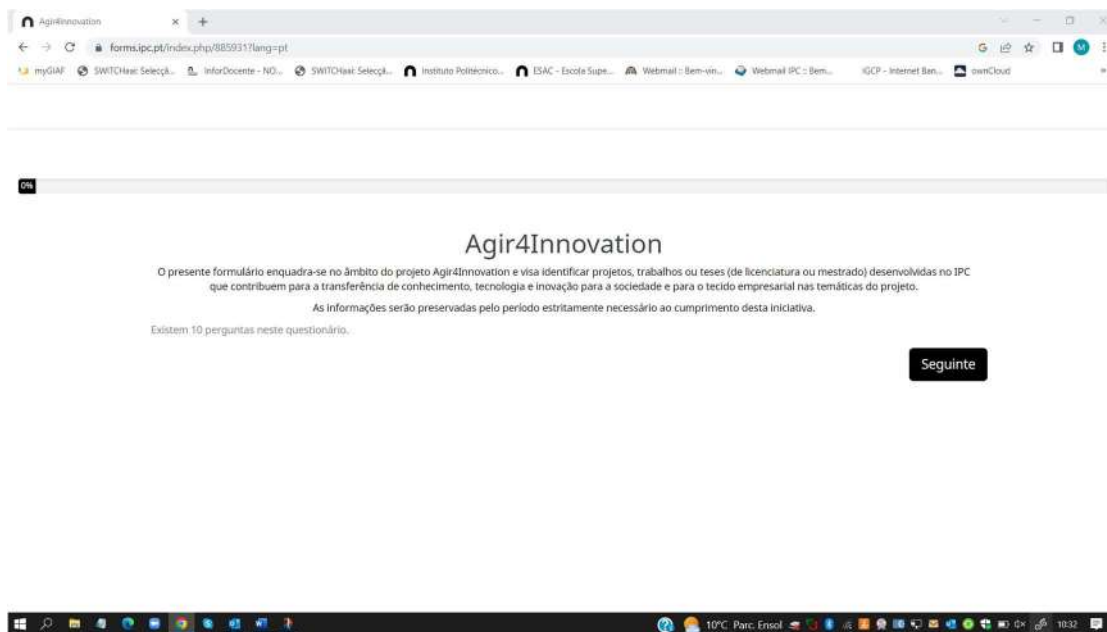 Agir4Innovation
forms.ipc.pt/index.php/885931?lang=pt
myGIAF SWITCHaai: Selecçã... InforDocente - NO... SWITCHaai: Selecçã... Instituto Politécnico... ESAC - Escola Supe... Webmail :: Bem-vin... Webmail IPC :: Bem... IGCP - Internet Ban... ownCloud
0%
Agir4Innovation
O presente formulário enquadra-se no âmbito do projeto Agir4Innovation e visa identificar projetos, trabalhos ou teses (de licenciatura ou mestrado) desenvolvidas no IPC
que contribuem para a transferência de conhecimento, tecnologia e inovação para a sociedade e para o tecido empresarial nas temáticas do projeto.
As informações serão preservadas pelo período estritamente necessário ao cumprimento desta iniciativa.
Existem 10 perguntas neste questionário.
Seguinte
10°C Parc. Ensol 10:32